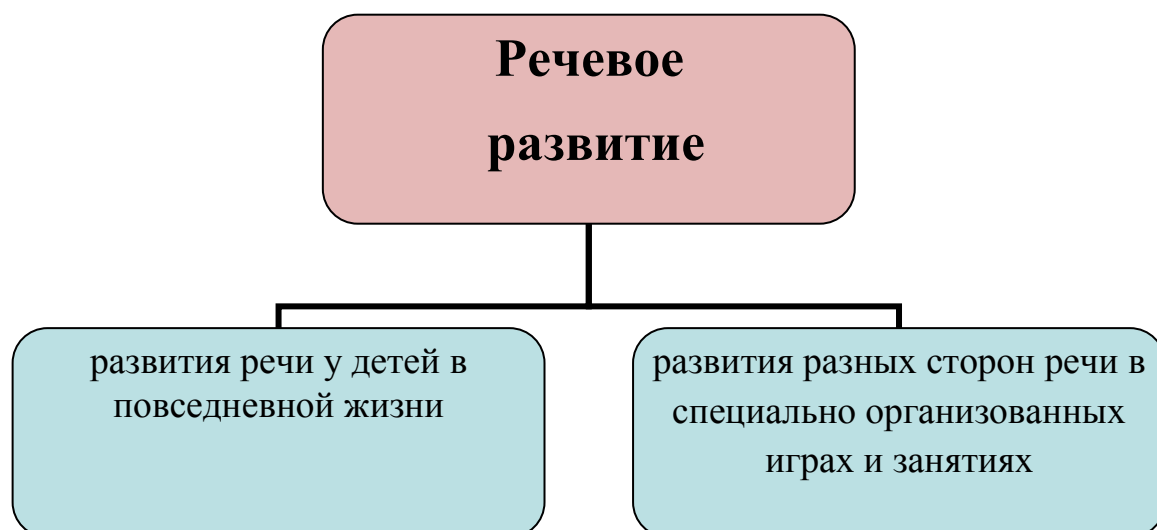 Речевое
развитие
развития речи у детей в
повседневной жизни
развития разных сторон речи в
специально организованных
играх и занятиях